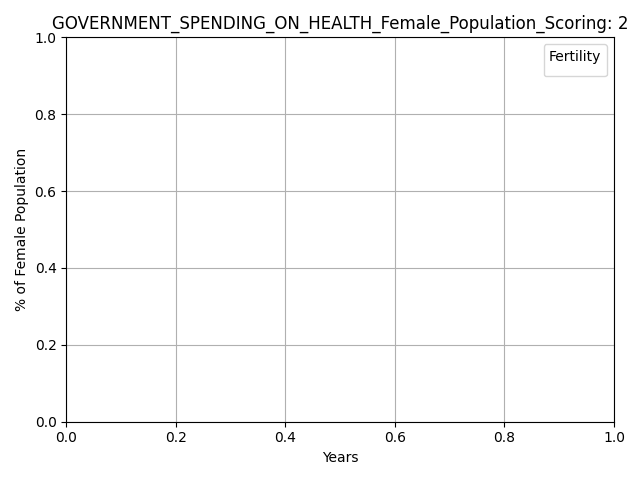 GOVERNMENT_SPENDING_ON_HEALTH_Female_Population_Scoring: 2
Fertility
% of Female Population
1.0
0.8
0.6
0.4
0.2
0.0
0.0 0.2 0.4 0.6 0.8 1.0
Years